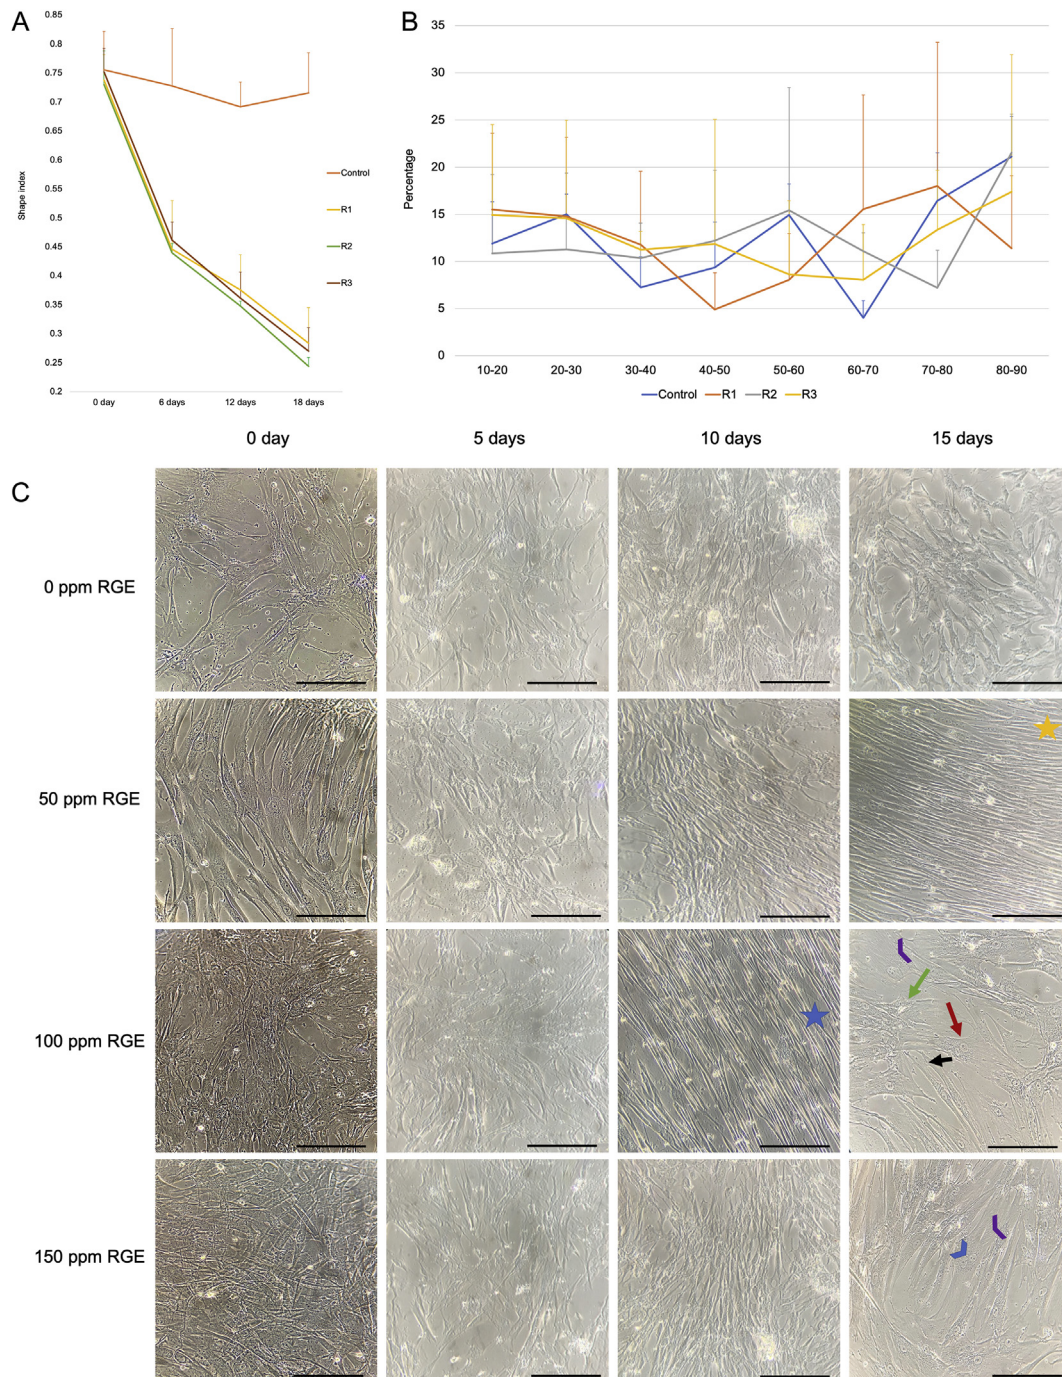 A
0.85
0.8
0.75
0.7
0.65
0.6
0.55
0.5
0.45
0.4
0.35
0.3
0.25
0.2
Shape index
0 day 6 days 12 days 18 days
Control
R1
R2
R3
B
35
30
25
20
15
10
5
0
Percentage
10-20 20-30 30-40 40-50 50-60 60-70 70-80 80-90
Control R1 R2 R3
0 day 5 days 10 days 15 days
C
0 ppm RGE
50 ppm RGE
100 ppm RGE
150 ppm RGE